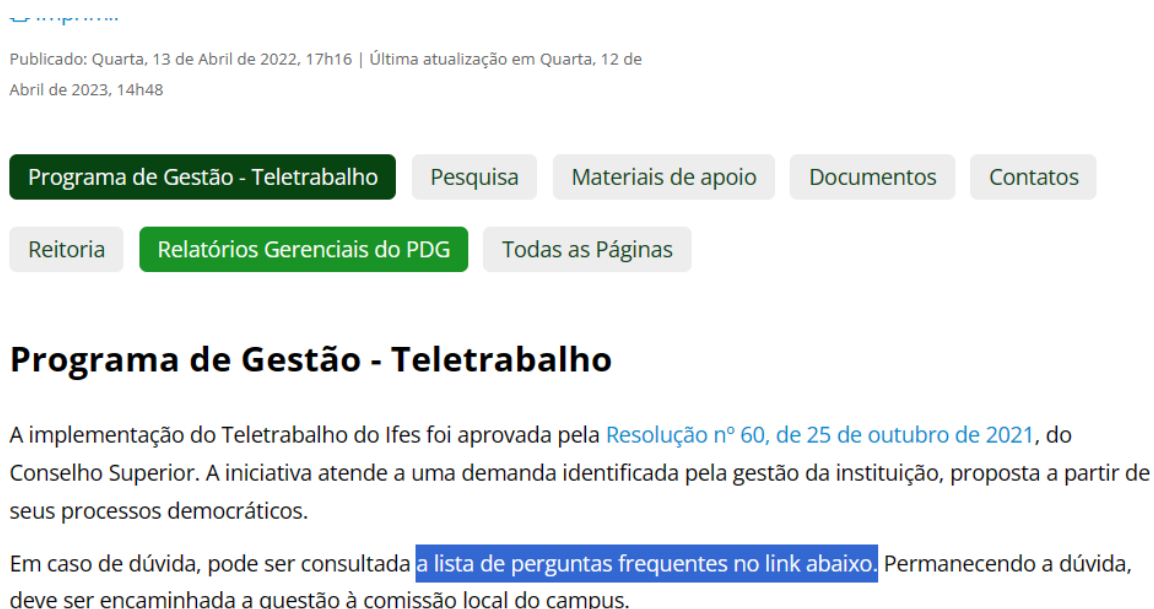 Imprimir
Publicado: Quarta, 13 de Abril de 2022, 17h16 | Última atualização em Quarta, 12 de
Abril de 2023, 14h48
Programa de Gestão - Teletrabalho Pesquisa Materiais de apoio Documentos Contatos
Reitoria Relatórios Gerenciais do PDG Todas as Páginas
Programa de Gestão - Teletrabalho
A implementação do Teletrabalho do Ifes foi aprovada pela Resolução nº 60, de 25 de outubro de 2021, do
Conselho Superior. A iniciativa atende a uma demanda identificada pela gestão da instituição, proposta a partir de
seus processos democráticos.
Em caso de dúvida, pode ser consultada a lista de perguntas frequentes no link abaixo. Permanecendo a dúvida,
deve ser encaminhada a questão à comissão local do campus.